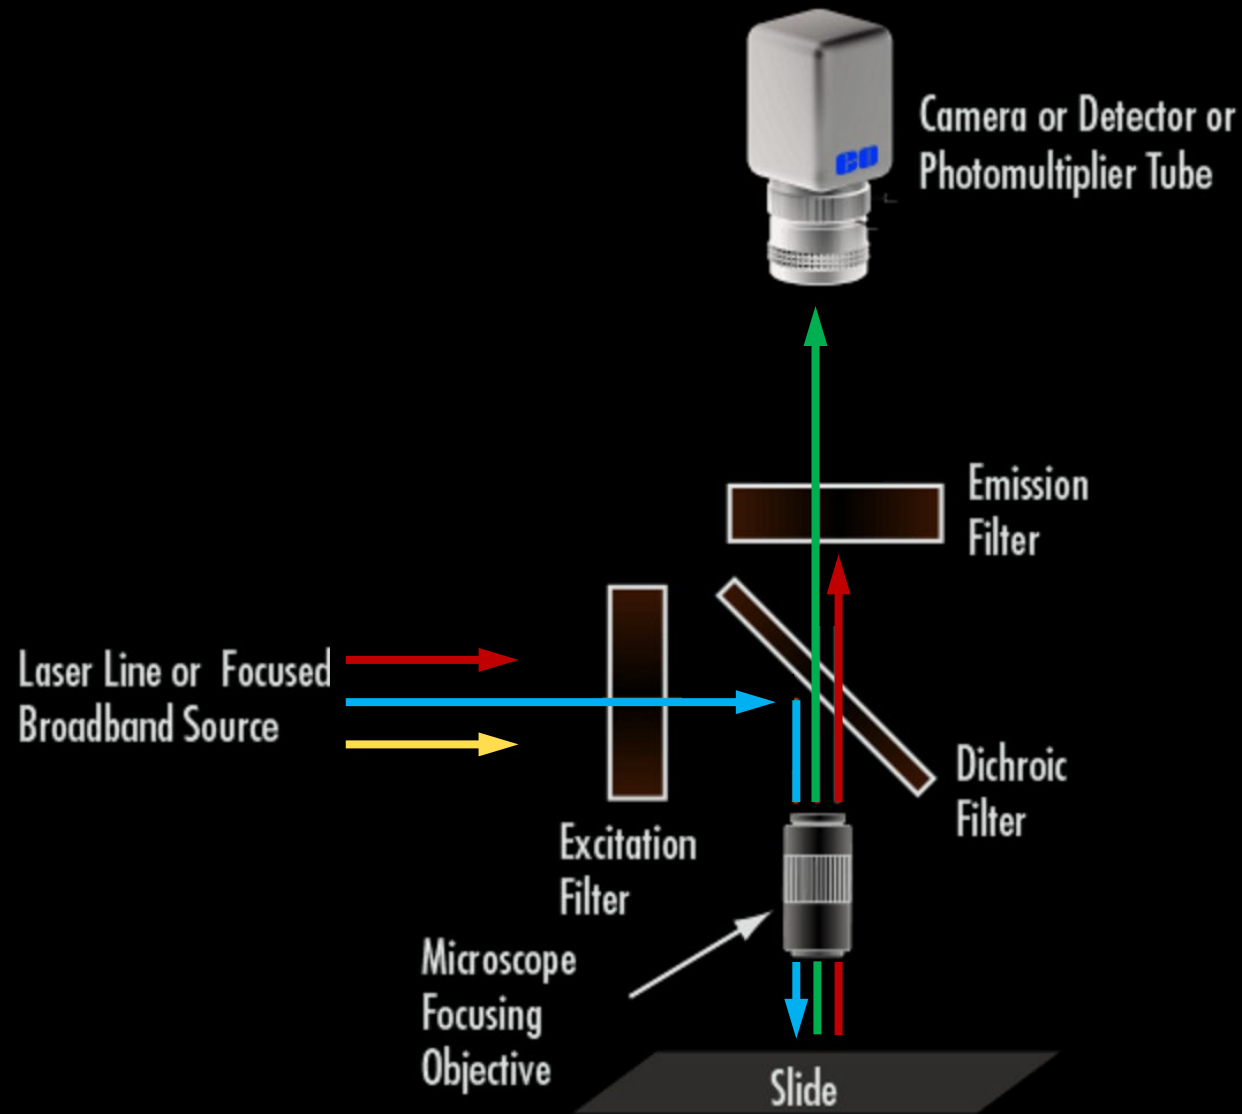 Camera or Detector or
Photomultiplier Tube
CO
Emission
Filter
Laser Line or Focused
Broadband Source
Dichroic
Filter
Excitation
Filter
Microscope
Focusing
Objective
Slide